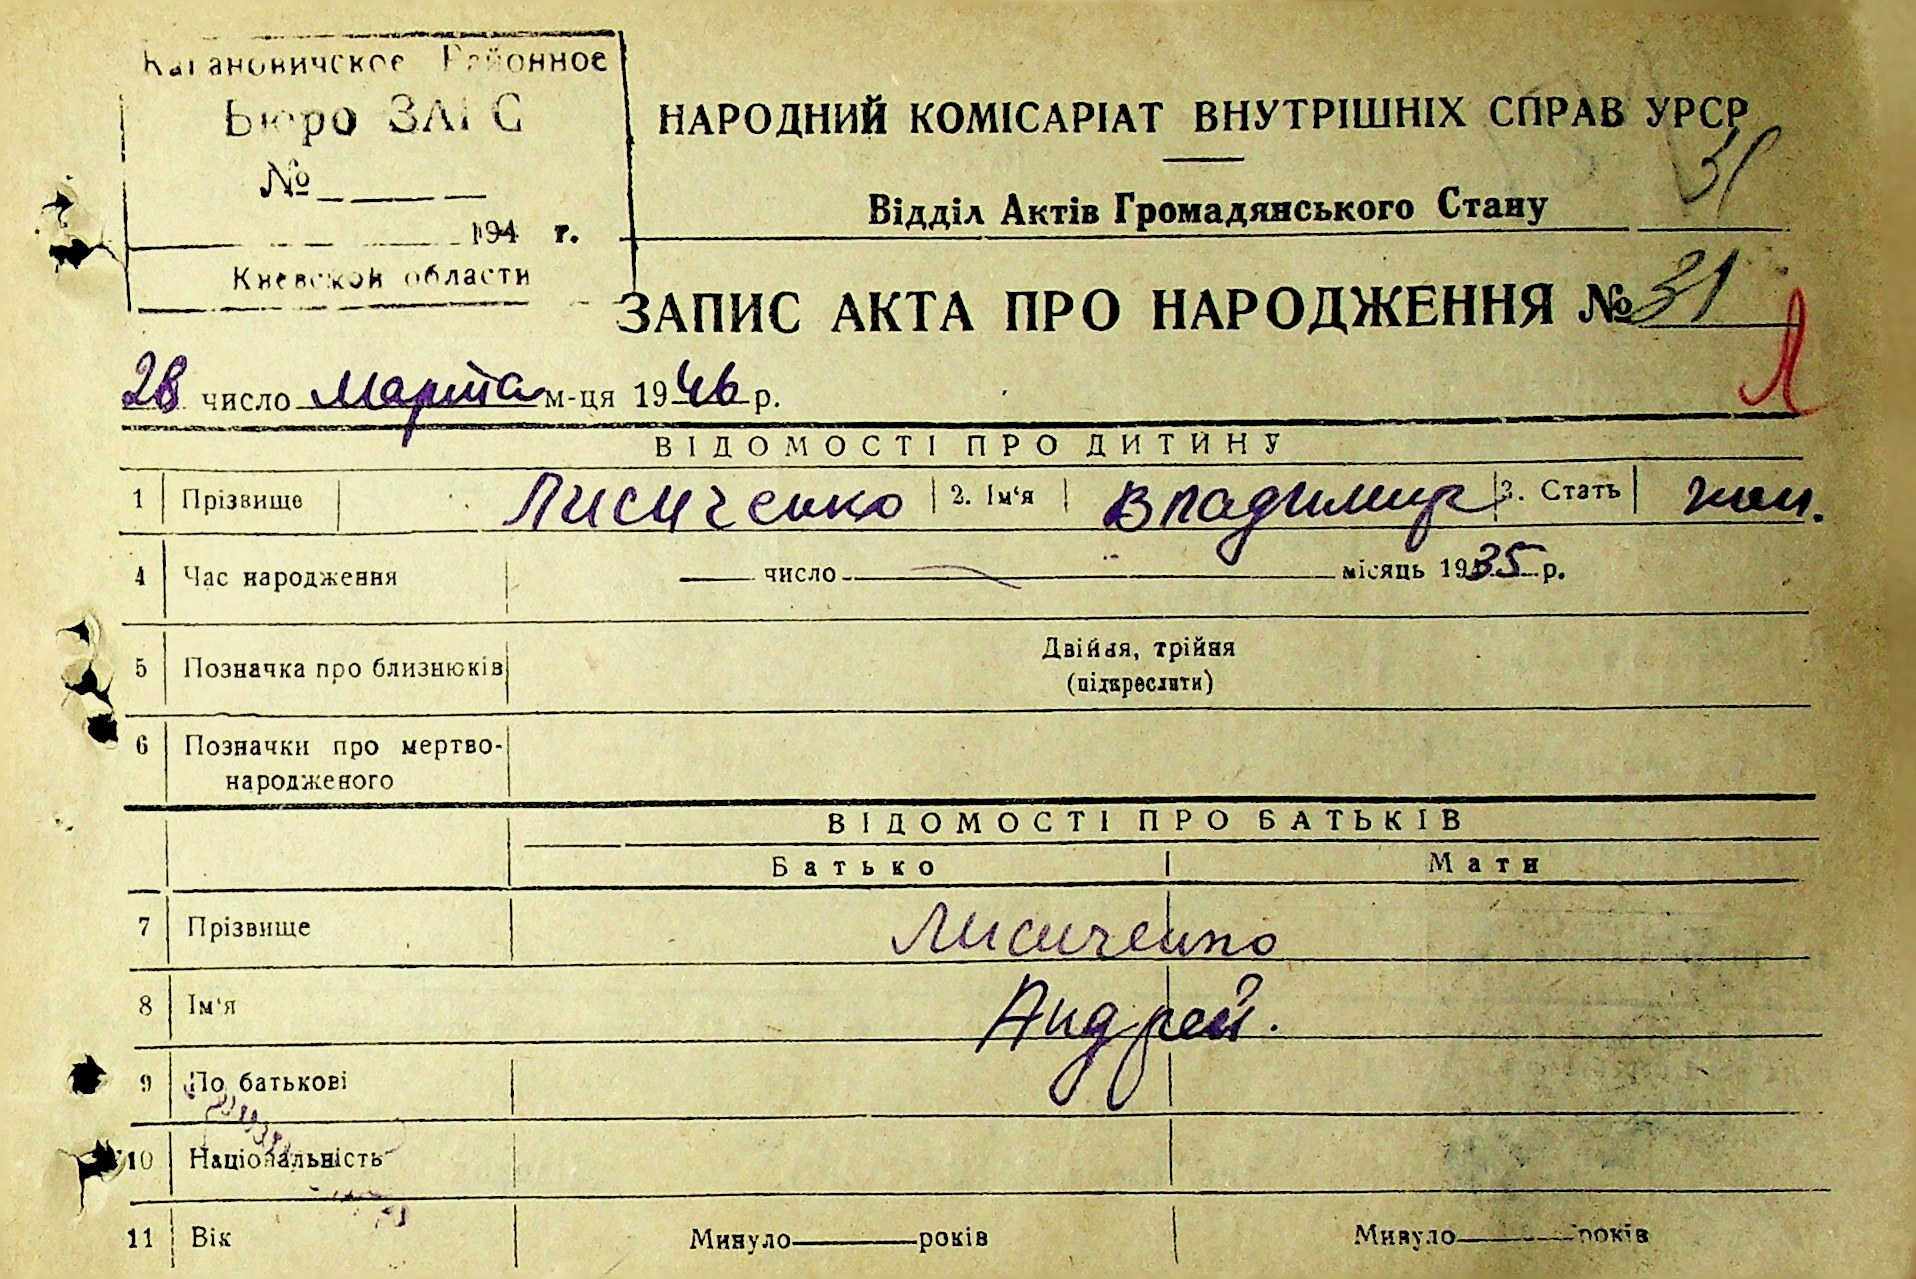 Кагановичское Районное
Бюро ЗАГС
№
194 г.
Киевской области
НАРОДНИЙ КОМІСАРІАТ ВНУТРІШНІХ СПРАВ УРСР
31
Відділ Актів Громадянського Стану
ЗАПИС АКТА ПРО НАРОДЖЕННЯ № 31
Л
28 число Марта м-ця 1946 р.
ВІДОМОСТІ ПРО ДИТИНУ
1 Прізвище Лисиченко 2. Ім‘я Владимир 3. Стать
4 Час народження число місяць 1935 р.
5 Позначка про близнюків Двійня, трійня
(підкреслити)
6 Позначки про мертво-
народженого
ВІДОМОСТІ ПРО БАТЬКІВ
Батько Мати
7 Прізвище Лисиченко
8 Ім‘я Андрей.
9 По батькові
10 Національність
11 Вік Минуло років Минуло років